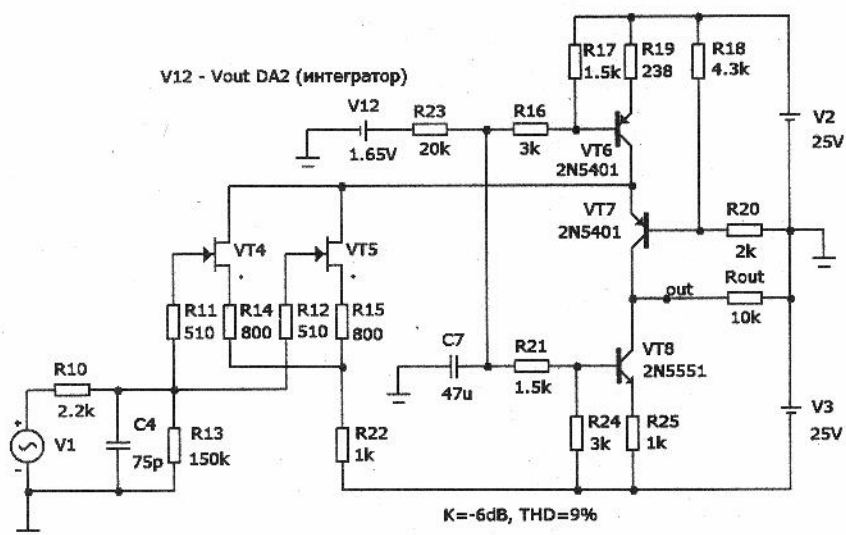 V12 - Vout DA2 (интегратор)
R17
1.5k
R19
238
R18
4.3k
V12
1.65V
R23
20k
R16
3k
VT6
2N5401
V2
25V
VT7
2N5401
R20
2k
VT4
VT5
out
Rout
10k
R11
510
R14
800
R12
510
R15
800
C7
47u
R21
1.5k
VT8
2N5551
R10
2.2k
V1
C4
75p
R13
150k
R22
1k
R24
3k
R25
1k
V3
25V
K=-6dB, THD=9%